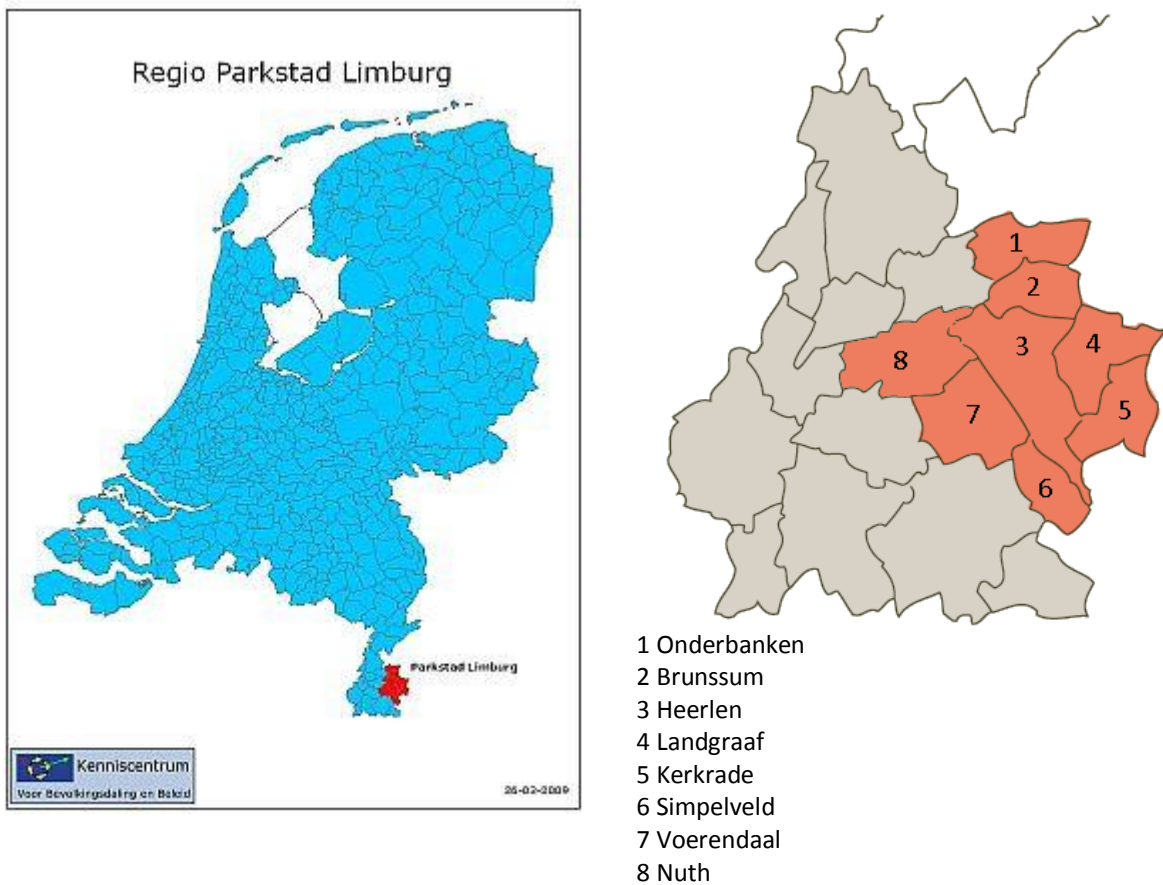 Regio Parkstad Limburg
Parkstad Limburg
Kenniscentrum
Voor Bevolkingsdaling en Beleid
26-03-2009
1
2
3
4
8
5
7
6
1 Onderbanken
2 Brunssum
3 Heerlen
4 Landgraaf
5 Kerkrade
6 Simpelveld
7 Voerendaal
8 Nuth